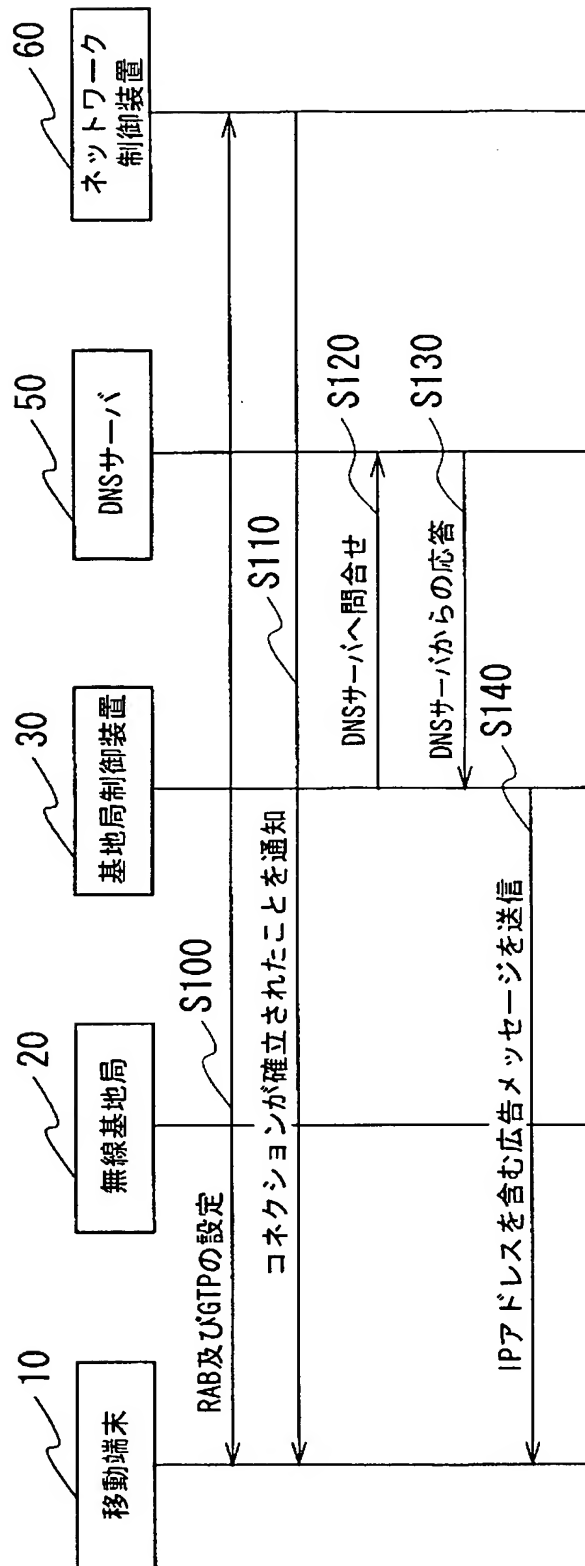 10
移動端末
20
無線基地局
30
基地局制御装置
50
DNSサーバ
60
ネットワーク
制御装置
RAB及びGTPの設定
S100
コネクションが確立されたことを通知
S110
DNSサーバへ問合せ
S120
DNSサーバからの応答
S130
IPアドレスを含む広告メッセージを送信
S140